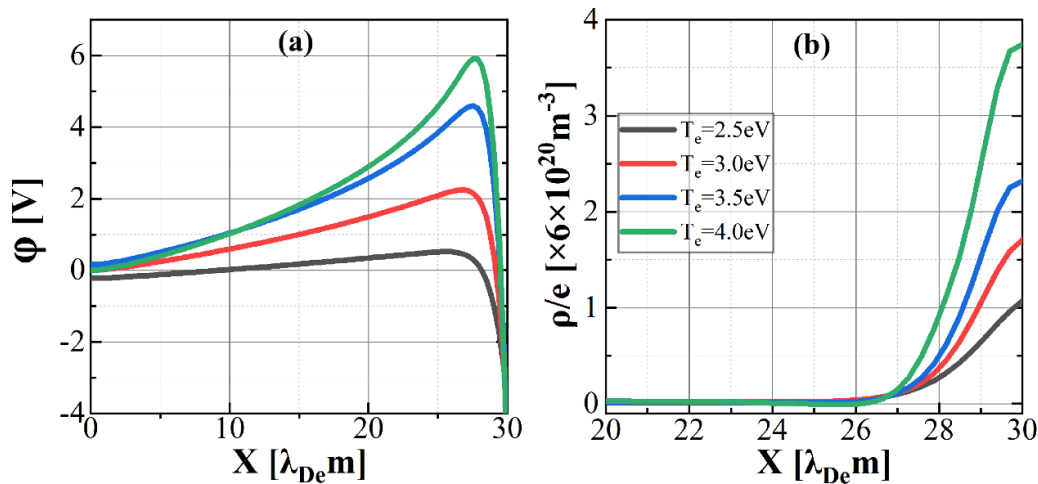 (a)
6
4
2
0
-2
-4
φ [V]
0 10 20 30
X [λDem]
(b)
4
3
2
1
0
ρ/e [×6×10²⁰m⁻³]
Te=2.5eV
Te=3.0eV
Te=3.5eV
Te=4.0eV
20 22 24 26 28 30
X [λDem]